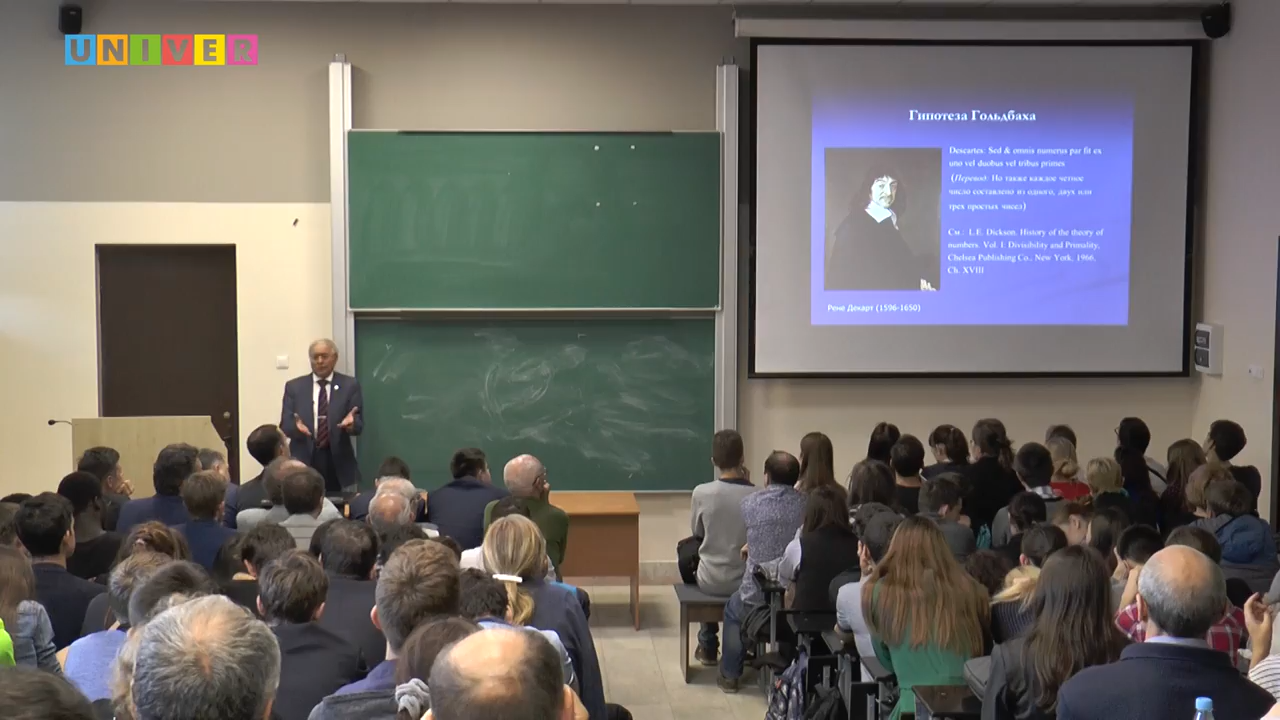 UNIVER
Гипотеза Гольдбаха
Descartes: Sed & omnis numerus par fit ex
uno vel duobus vel tribus primes
(Перевод: Но также каждое четное
число составлено из одного, двух или
трех простых чисел)
См.: L.E. Dickson. History of the theory of
numbers. Vol. I: Divisibility and Primality,
Chelsea Publishing Co., New York, 1966,
Ch. XVIII
Рене Декарт (1596-1650)